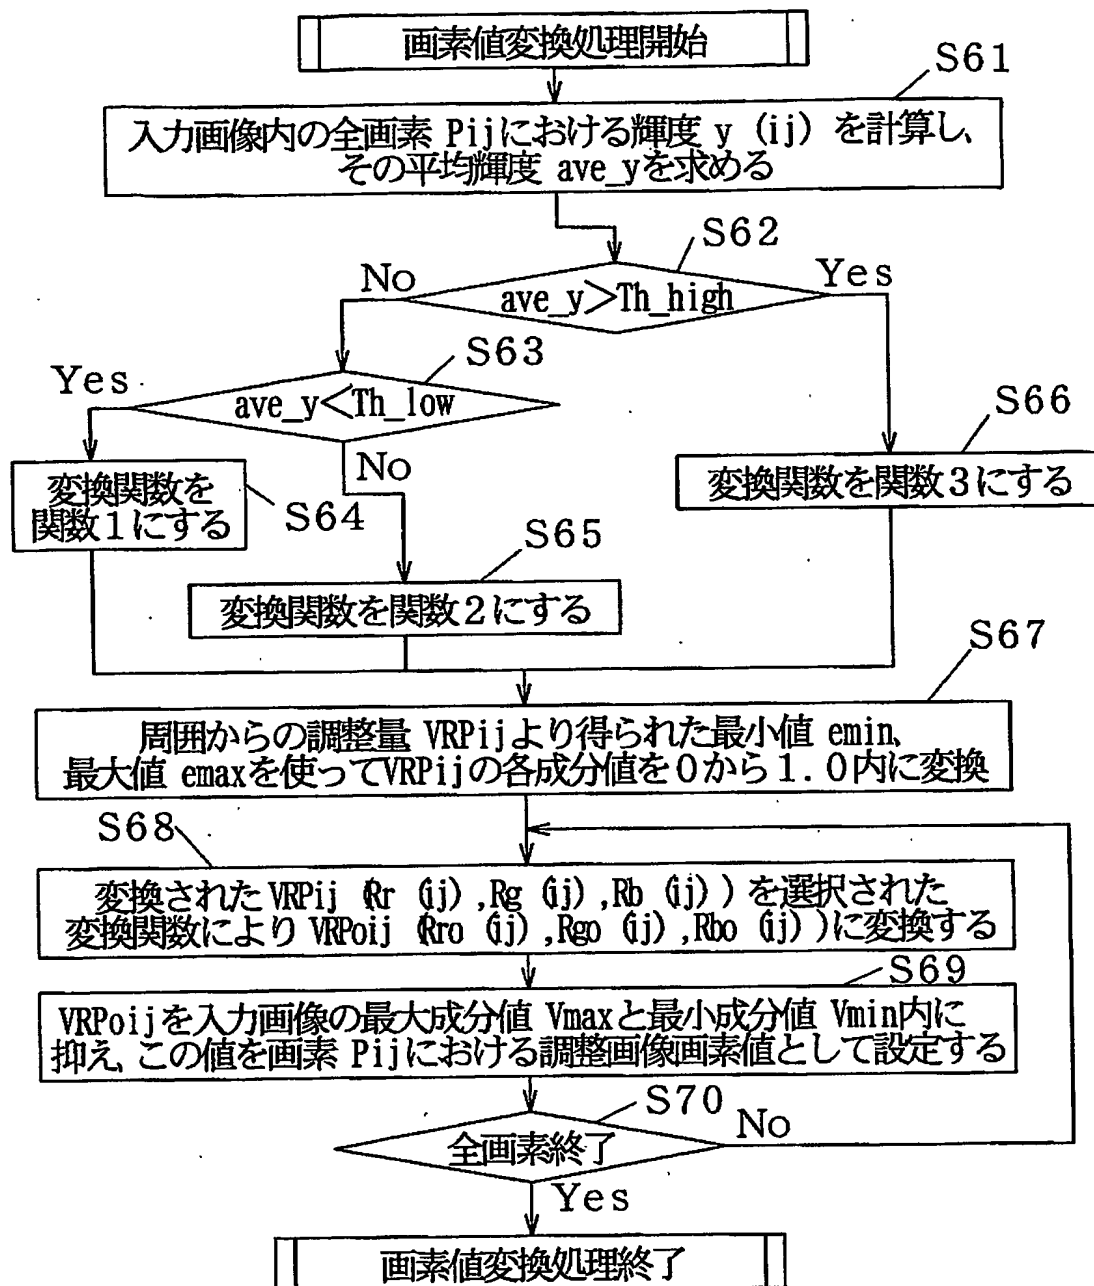 画素値変換処理開始
S61
入力画像内の全画素 Pijにおける輝度 y (ij) を計算し、
その平均輝度 ave_yを求める
S62
No
Yes
ave_y＞Th_high
S63
Yes
ave_y＜Th_low
S66
No
変換関数を
関数１にする
S64
変換関数を関数３にする
S65
変換関数を関数２にする
S67
周囲からの調整量 VRPijより得られた最小値 emin、
最大値 emaxを使ってVRPijの各成分値を０から１.０内に変換
S68
変換されたVRPij (Rr (ij) ,Rg (ij) ,Rb (ij) ) を選択された
変換関数により VRPoij (Rro (ij) ,Rgo (ij) ,Rbo (ij) )に変換する
S69
VRPoijを入力画像の最大成分値 Vmaxと最小成分値 Vmin内に
抑え、この値を画素 Pijにおける調整画像画素値として設定する
S70
No
全画素終了
Yes
画素値変換処理終了